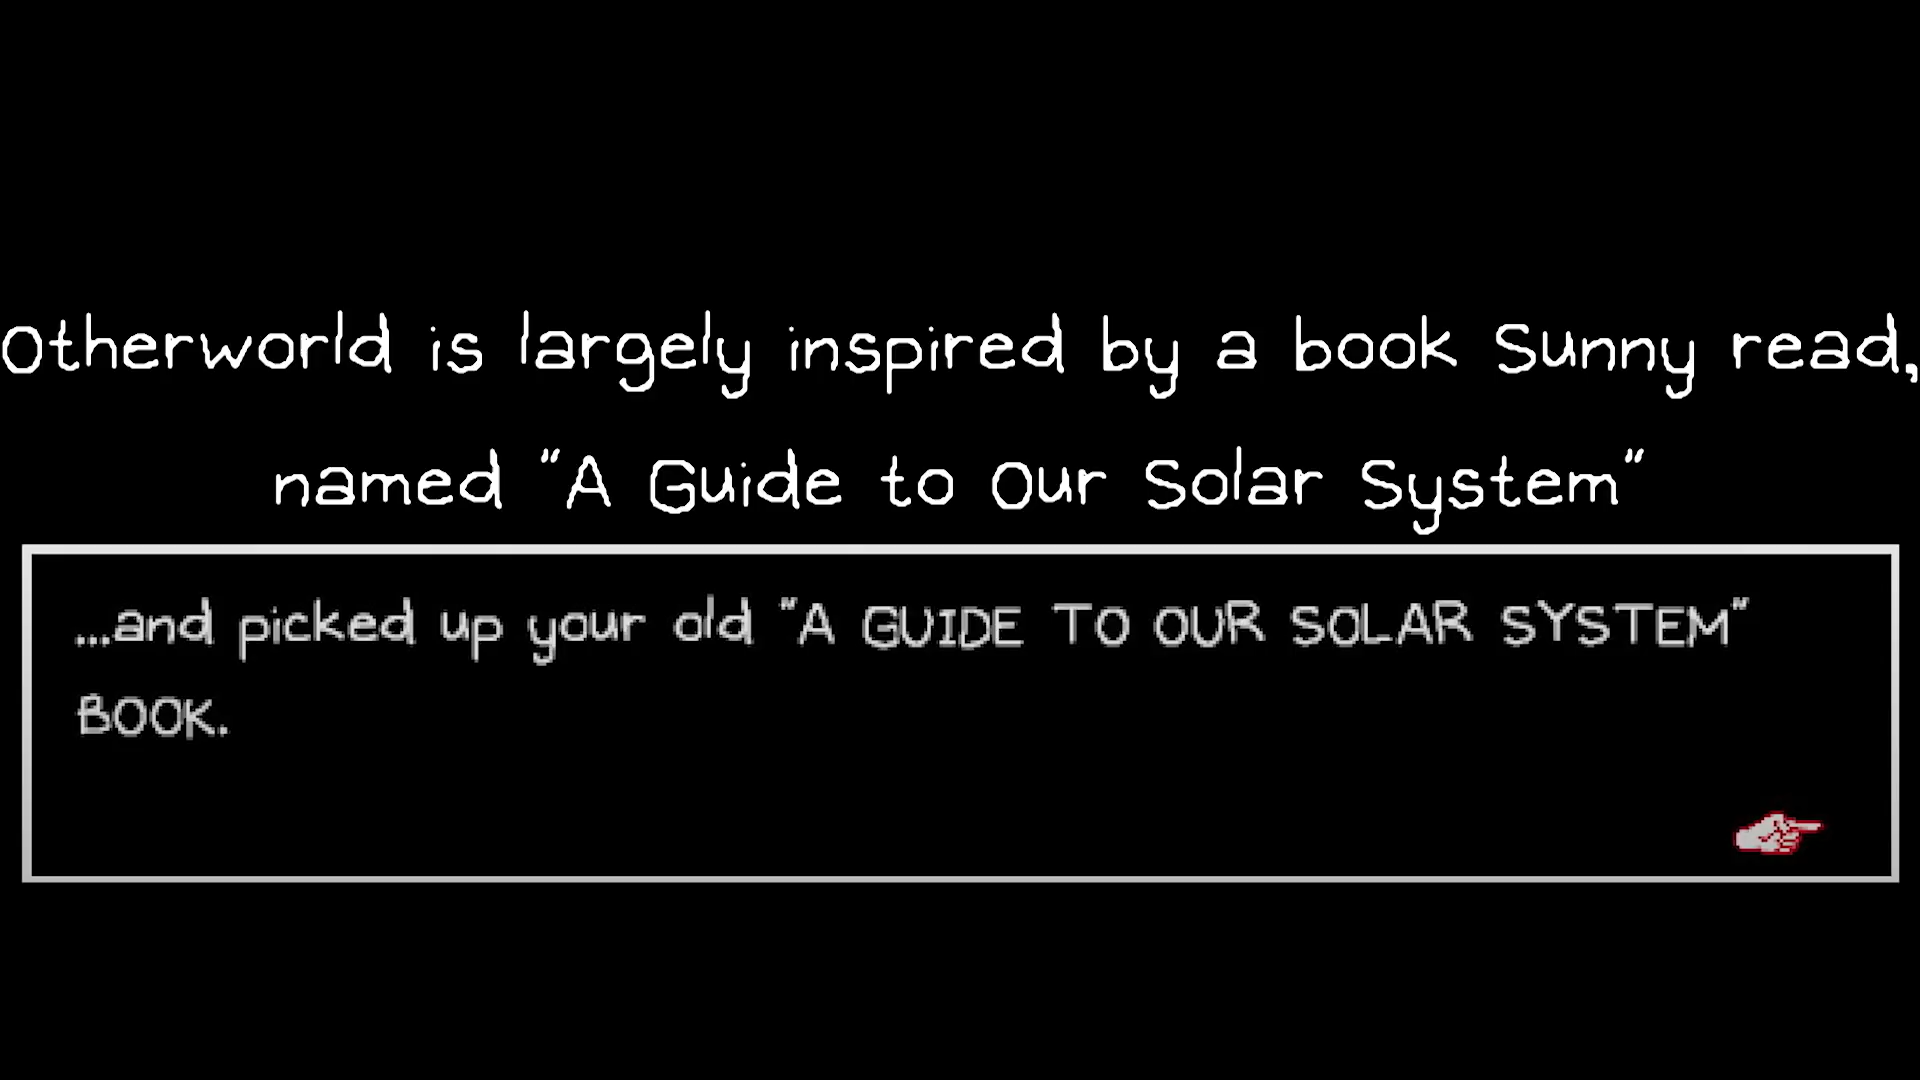 Otherworld is largely inspired by a book Sunny read,
named "A Guide to Our Solar System"
...and picked up your old "A GUIDE TO OUR SOLAR SYSTEM"
BOOK.